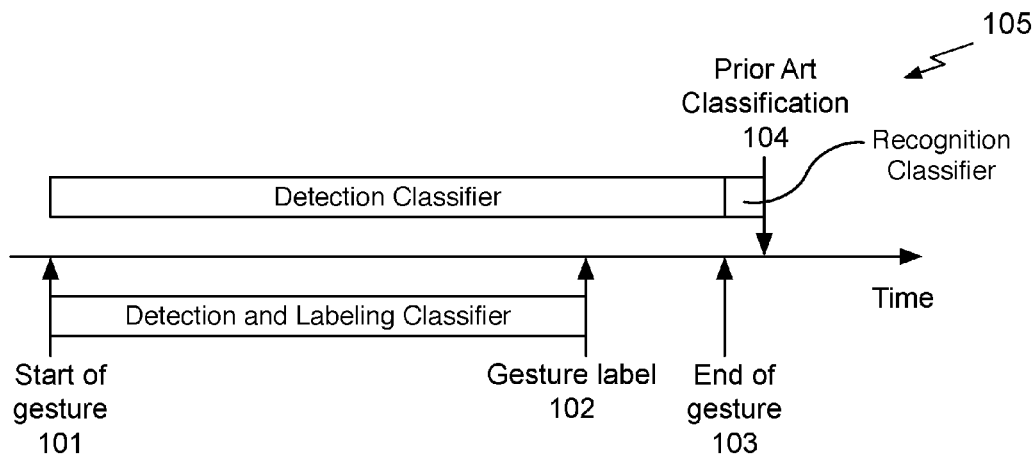 105
Prior Art
Classification
104
Recognition
Classifier
Detection Classifier
Time
Detection and Labeling Classifier
Start of
gesture
101
Gesture label
102
End of
gesture
103